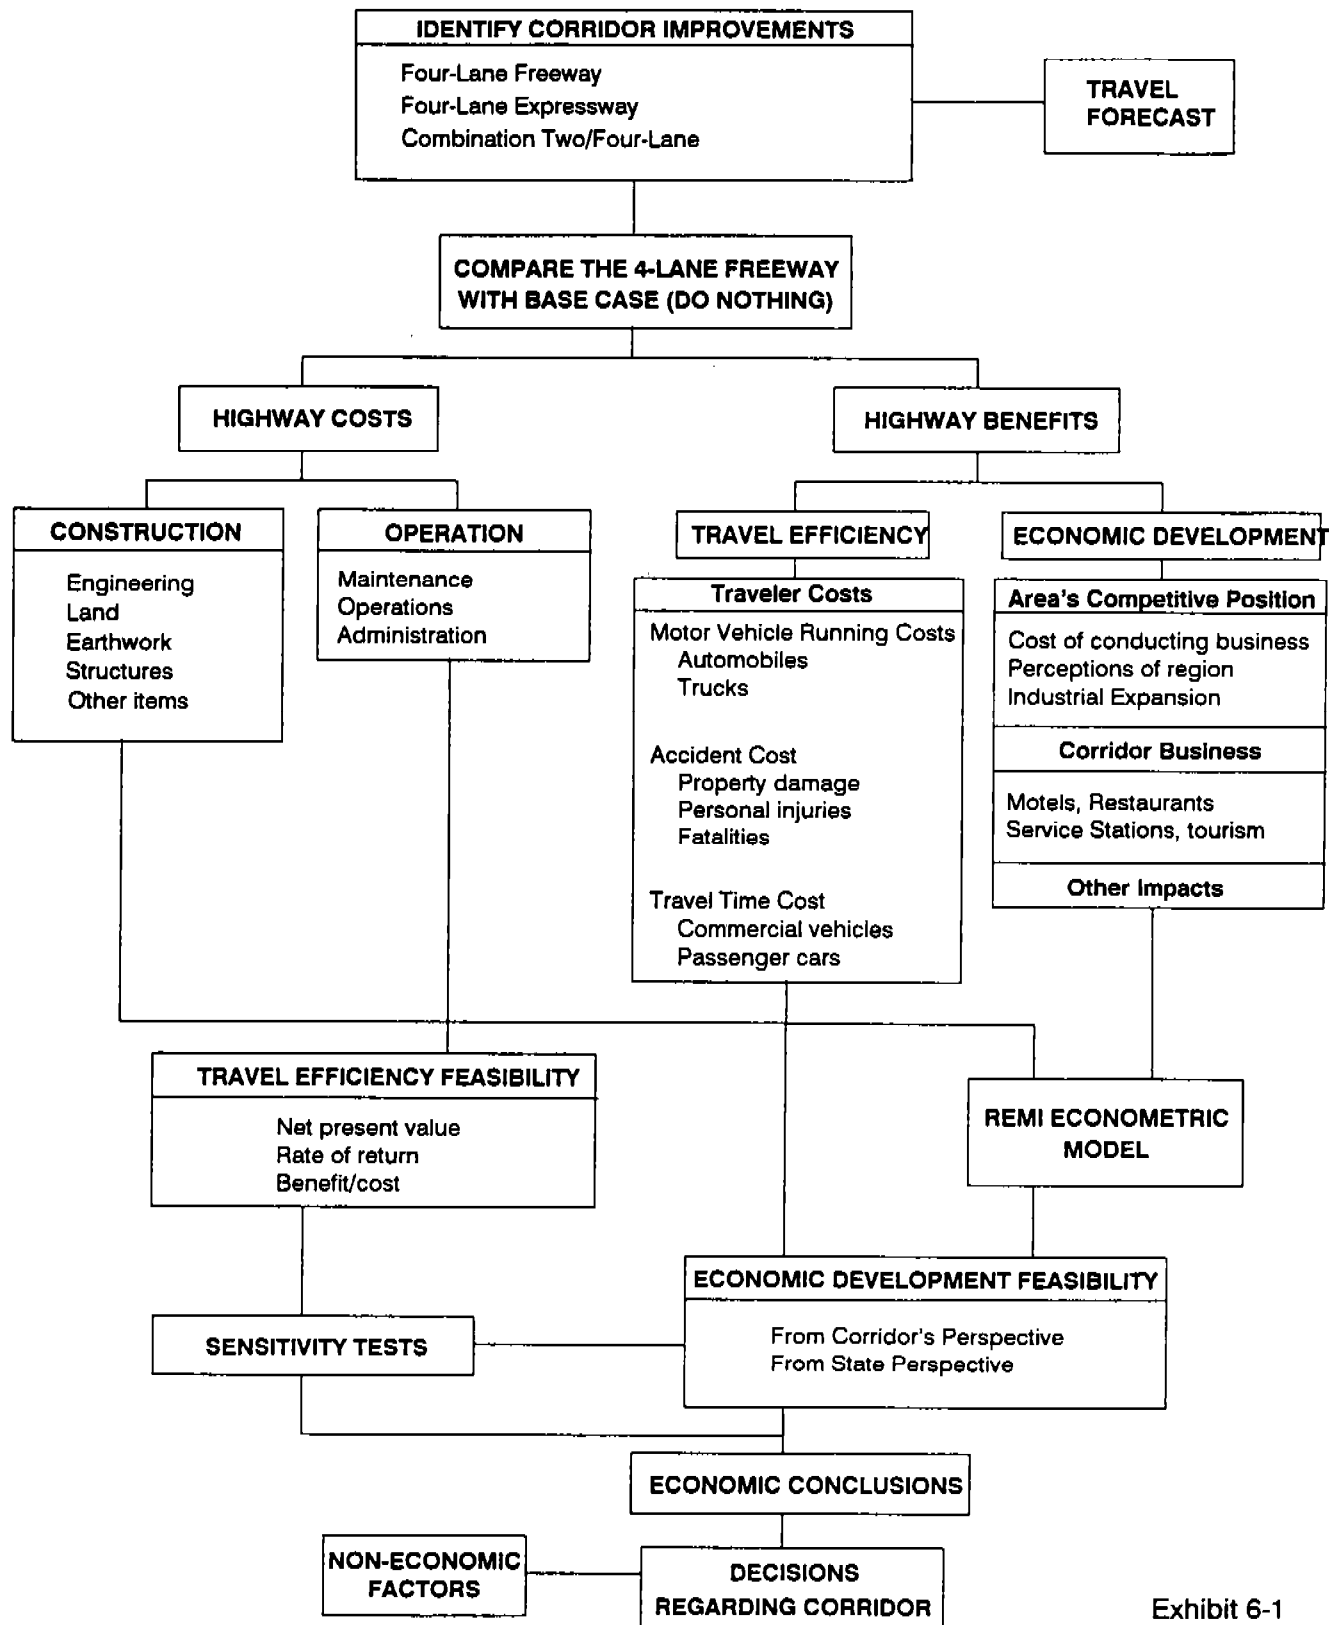 IDENTIFY CORRIDOR IMPROVEMENTS
Four-Lane Freeway
Four-Lane Expressway
Combination Two/Four-Lane
TRAVEL
FORECAST
COMPARE THE 4-LANE FREEWAY
WITH BASE CASE (DO NOTHING)
HIGHWAY COSTS
HIGHWAY BENEFITS
CONSTRUCTION
Engineering
Land
Earthwork
Structures
Other items
OPERATION
Maintenance
Operations
Administration
TRAVEL EFFICIENCY
Traveler Costs
Motor Vehicle Running Costs
Automobiles
Trucks
Accident Cost
Property damage
Personal injuries
Fatalities
Travel Time Cost
Commercial vehicles
Passenger cars
ECONOMIC DEVELOPMENT
Area's Competitive Position
Cost of conducting business
Perceptions of region
Industrial Expansion
Corridor Business
Motels, Restaurants
Service Stations, tourism
Other Impacts
TRAVEL EFFICIENCY FEASIBILITY
Net present value
Rate of return
Benefit/cost
REMI ECONOMETRIC
MODEL
ECONOMIC DEVELOPMENT FEASIBILITY
From Corridor's Perspective
From State Perspective
SENSITIVITY TESTS
ECONOMIC CONCLUSIONS
NON-ECONOMIC
FACTORS
DECISIONS
REGARDING CORRIDOR
Exhibit 6-1